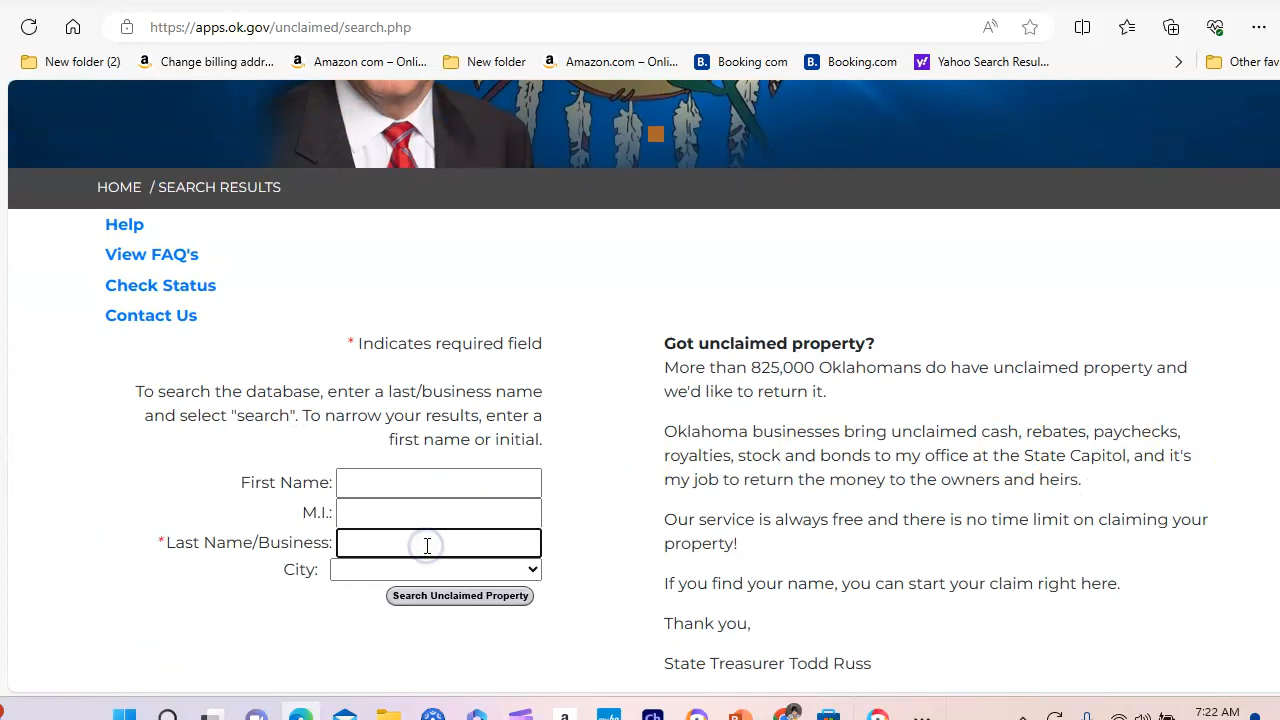 https://apps.ok.gov/unclaimed/search.php
New folder (2) Change billing addr... Amazon com – Onli... New folder Amazon.com – Onli... Booking com Booking.com Yahoo Search Resul... Other fav
HOME / SEARCH RESULTS
Help
View FAQ's
Check Status
Contact Us
* Indicates required field
To search the database, enter a last/business name
and select "search". To narrow your results, enter a
first name or initial.
First Name:
M.I.:
*Last Name/Business:
City:
Search Unclaimed Property
Got unclaimed property?
More than 825,000 Oklahomans do have unclaimed property and
we'd like to return it.
Oklahoma businesses bring unclaimed cash, rebates, paychecks,
royalties, stock and bonds to my office at the State Capitol, and it's
my job to return the money to the owners and heirs.
Our service is always free and there is no time limit on claiming your
property!
If you find your name, you can start your claim right here.
Thank you,
State Treasurer Todd Russ
7:22 AM